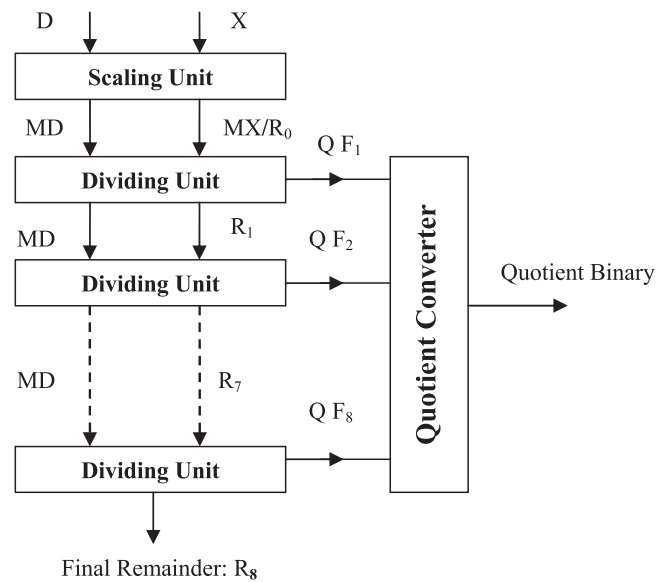 D X
Scaling Unit
MD MX/R₀
Q F₁
Dividing Unit
MD R₁
Q F₂
Dividing Unit
Quotient Binary
MD R₇
Q F₈
Dividing Unit
Quotient Converter
Final Remainder: R₈